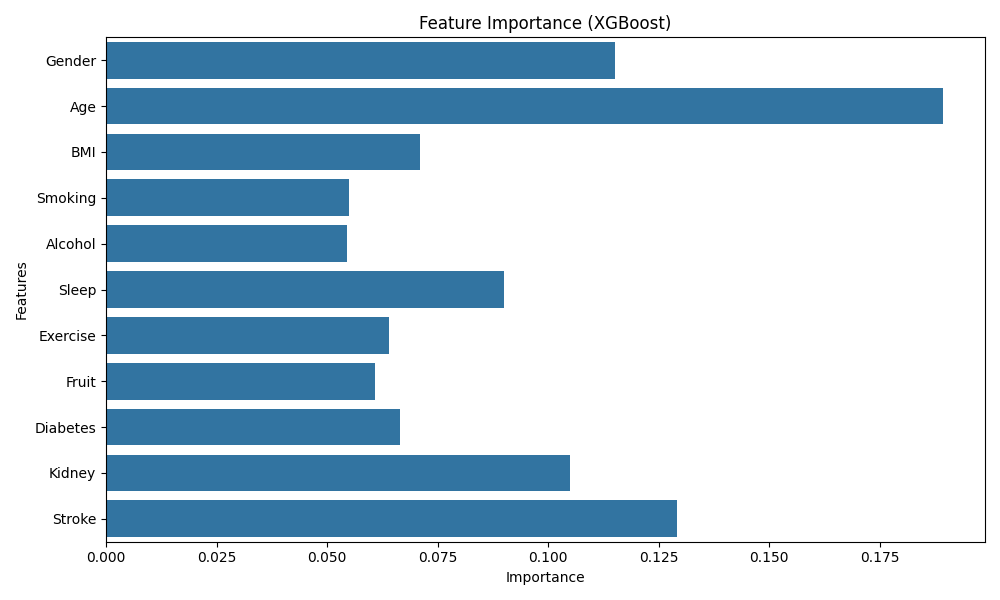 Feature Importance (XGBoost)
Features
Gender
Age
BMI
Smoking
Alcohol
Sleep
Exercise
Fruit
Diabetes
Kidney
Stroke
0.000 0.025 0.050 0.075 0.100 0.125 0.150 0.175
Importance